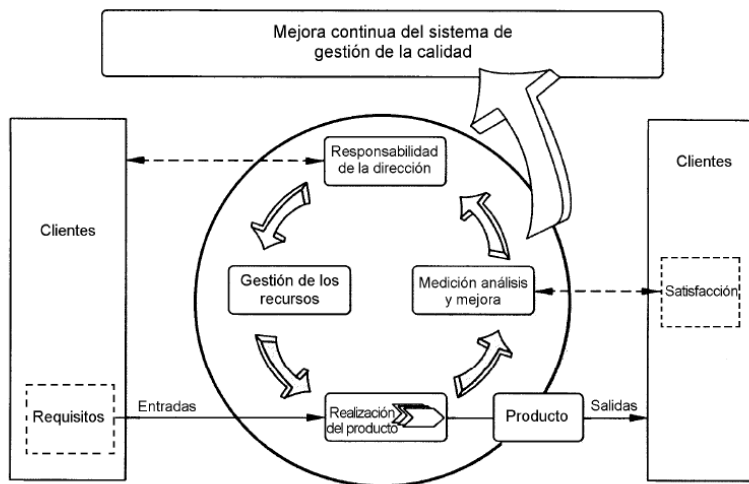 Mejora continua del sistema de
gestión de la calidad
Responsabilidad
de la dirección
Clientes
Clientes
Gestión de los
recursos
Medición análisis
y mejora
Satisfacción
Requisitos
Entradas
Realización
del producto
Producto
Salidas